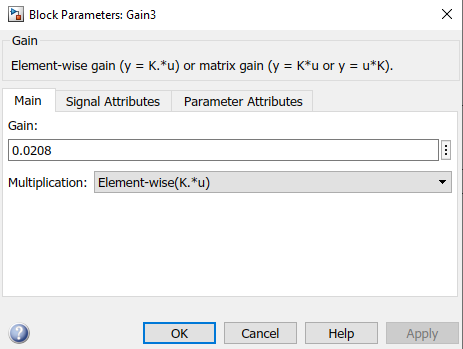 Block Parameters: Gain3
Gain
Element-wise gain (y = K.*u) or matrix gain (y = K*u or y = u*K).
Main Signal Attributes Parameter Attributes
Gain:
0.0208
Multiplication: Element-wise(K.*u)
OK Cancel Help Apply